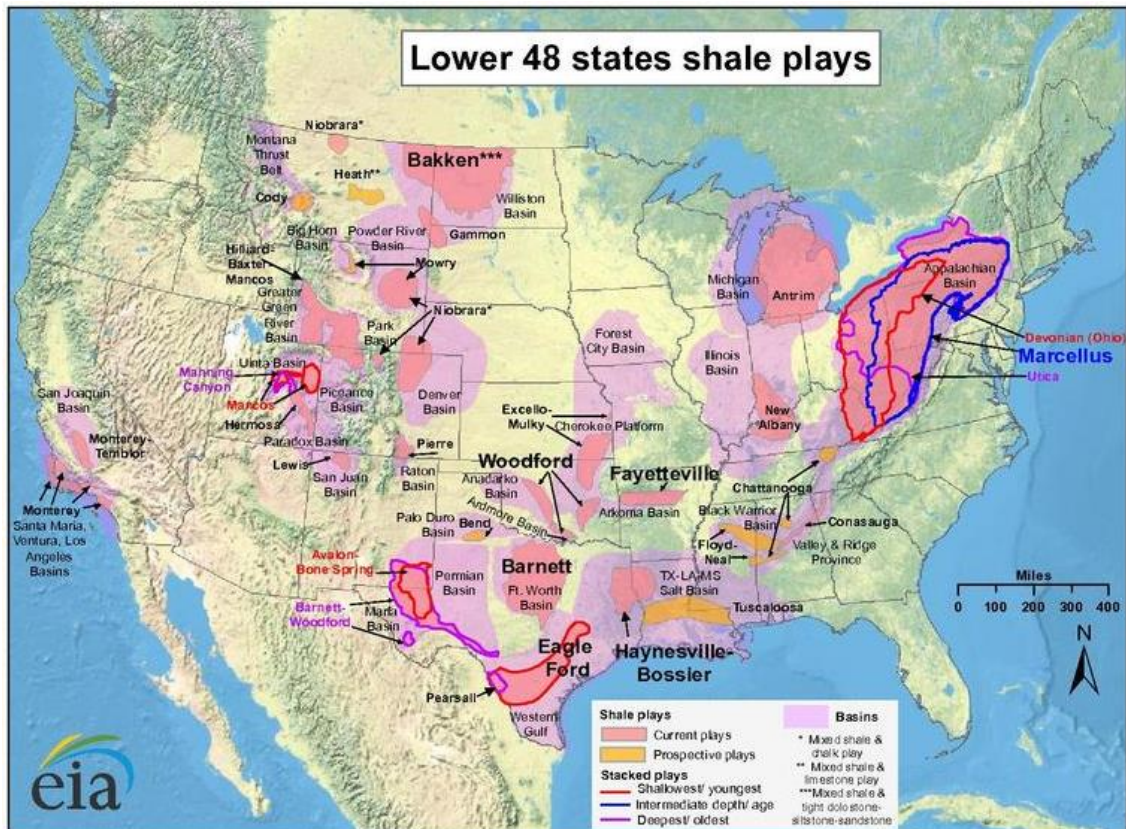 Lower 48 states shale plays
Niobrara*
Montana
Thrust
Belt
Bakken***
Heath**
Cody
Williston
Basin
Big Horn
Basin
Powder River
Basin
Gammon
Hilliard-
Baxter-
Mancos
Mowry
Greater
Green
River
Basin
Niobrara*
Park
Basin
Michigan
Basin
Antrim
Appalachian
Basin
Devonian (Ohio)
Marcellus
Utica
Forest
City Basin
Illinois
Basin
Uinta Basin
Manning
Canyon
Mancos
Piceance
Basin
Denver
Basin
Hermosa
San Joaquin
Basin
Monterey-
Temblor
Paradox Basin
Lewis
San Juan
Basin
Pierre
Raton
Basin
Excello-
Mulky
Cherokee Platform
New
Albany
Woodford
Anadarko
Basin
Fayetteville
Arkoma Basin
Ardmore Basin
Chattanooga
Black Warrior
Basin
Conasauga
Floyd-
Neal
Valley & Ridge
Province
Monterey
Santa Maria,
Ventura, Los
Angeles
Basins
Palo Duro
Basin
Bend
Avalon-
Bone Spring
Permian
Basin
Barnett
Ft. Worth
Basin
TX-LA-MS
Salt Basin
Tuscaloosa
Barnett-
Woodford
Marfa
Basin
Eagle
Ford
Haynesville-
Bossier
Pearsall
Western
Gulf
Miles
0 100 200 300 400
N
Shale plays
Current plays
Prospective plays
Stacked plays
Shallowest/ youngest
Intermediate depth/ age
Deepest/ oldest
Basins
* Mixed shale &
chalk play
** Mixed shale &
limestone play
***Mixed shale &
tight dolostone-
siltstone-sandstone
eia